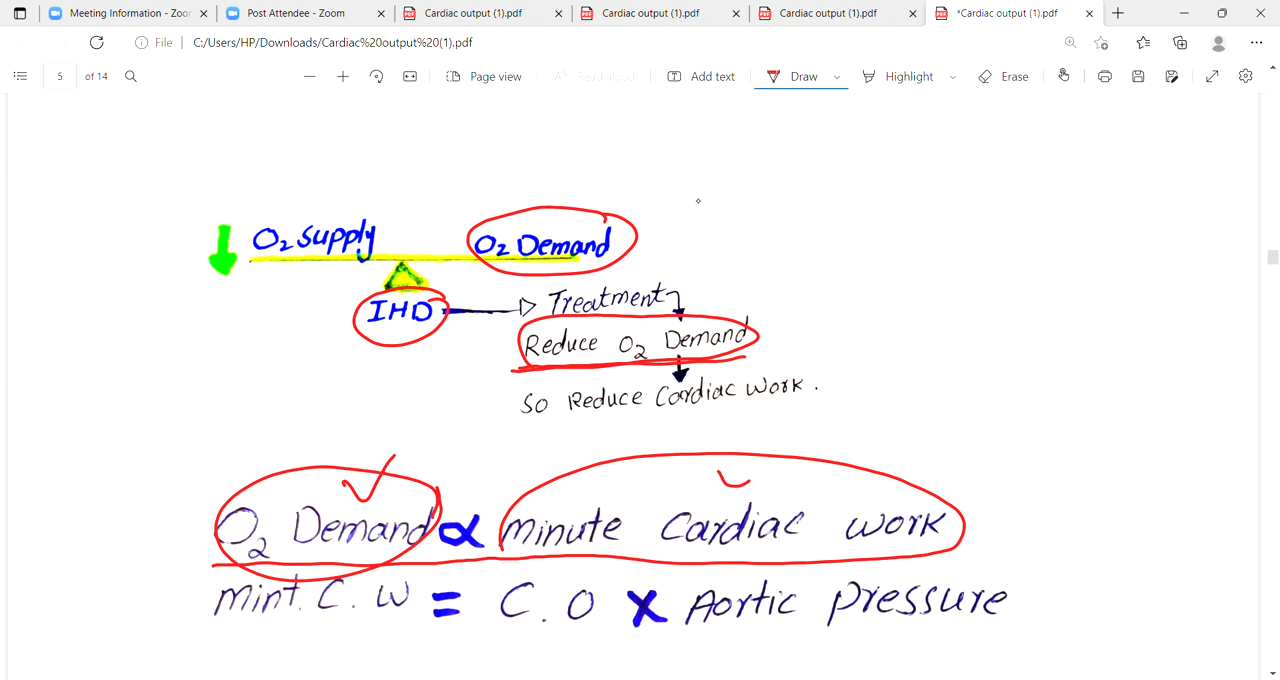 Meeting Information - Zoor
Post Attendee - Zoom
Cardiac output (1).pdf
Cardiac output (1).pdf
Cardiac output (1).pdf
*Cardiac output (1).pdf
File C:/Users/HP/Downloads/Cardiac%20output%20(1).pdf
5 of 14 Page view Read aloud Add text Draw Highlight Erase
O2 supply O2 Demand
IHD Treatment
Reduce O2 Demand
So Reduce Cardiac work.
O2 Demand ∝ minute Cardiac work
mint. C. W = C. O X Aortic pressure